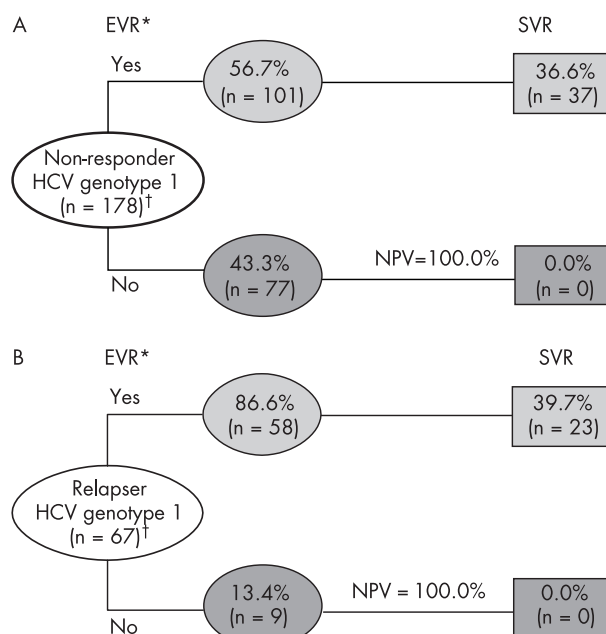 A EVR* SVR
Yes
56.7%
(n = 101)
36.6%
(n = 37)
Non-responder
HCV genotype 1
(n = 178)†
No
43.3%
(n = 77)
NPV=100.0%
0.0%
(n = 0)
B EVR* SVR
Yes
86.6%
(n = 58)
39.7%
(n = 23)
Relapser
HCV genotype 1
(n = 67)†
No
13.4%
(n = 9)
NPV = 100.0%
0.0%
(n = 0)